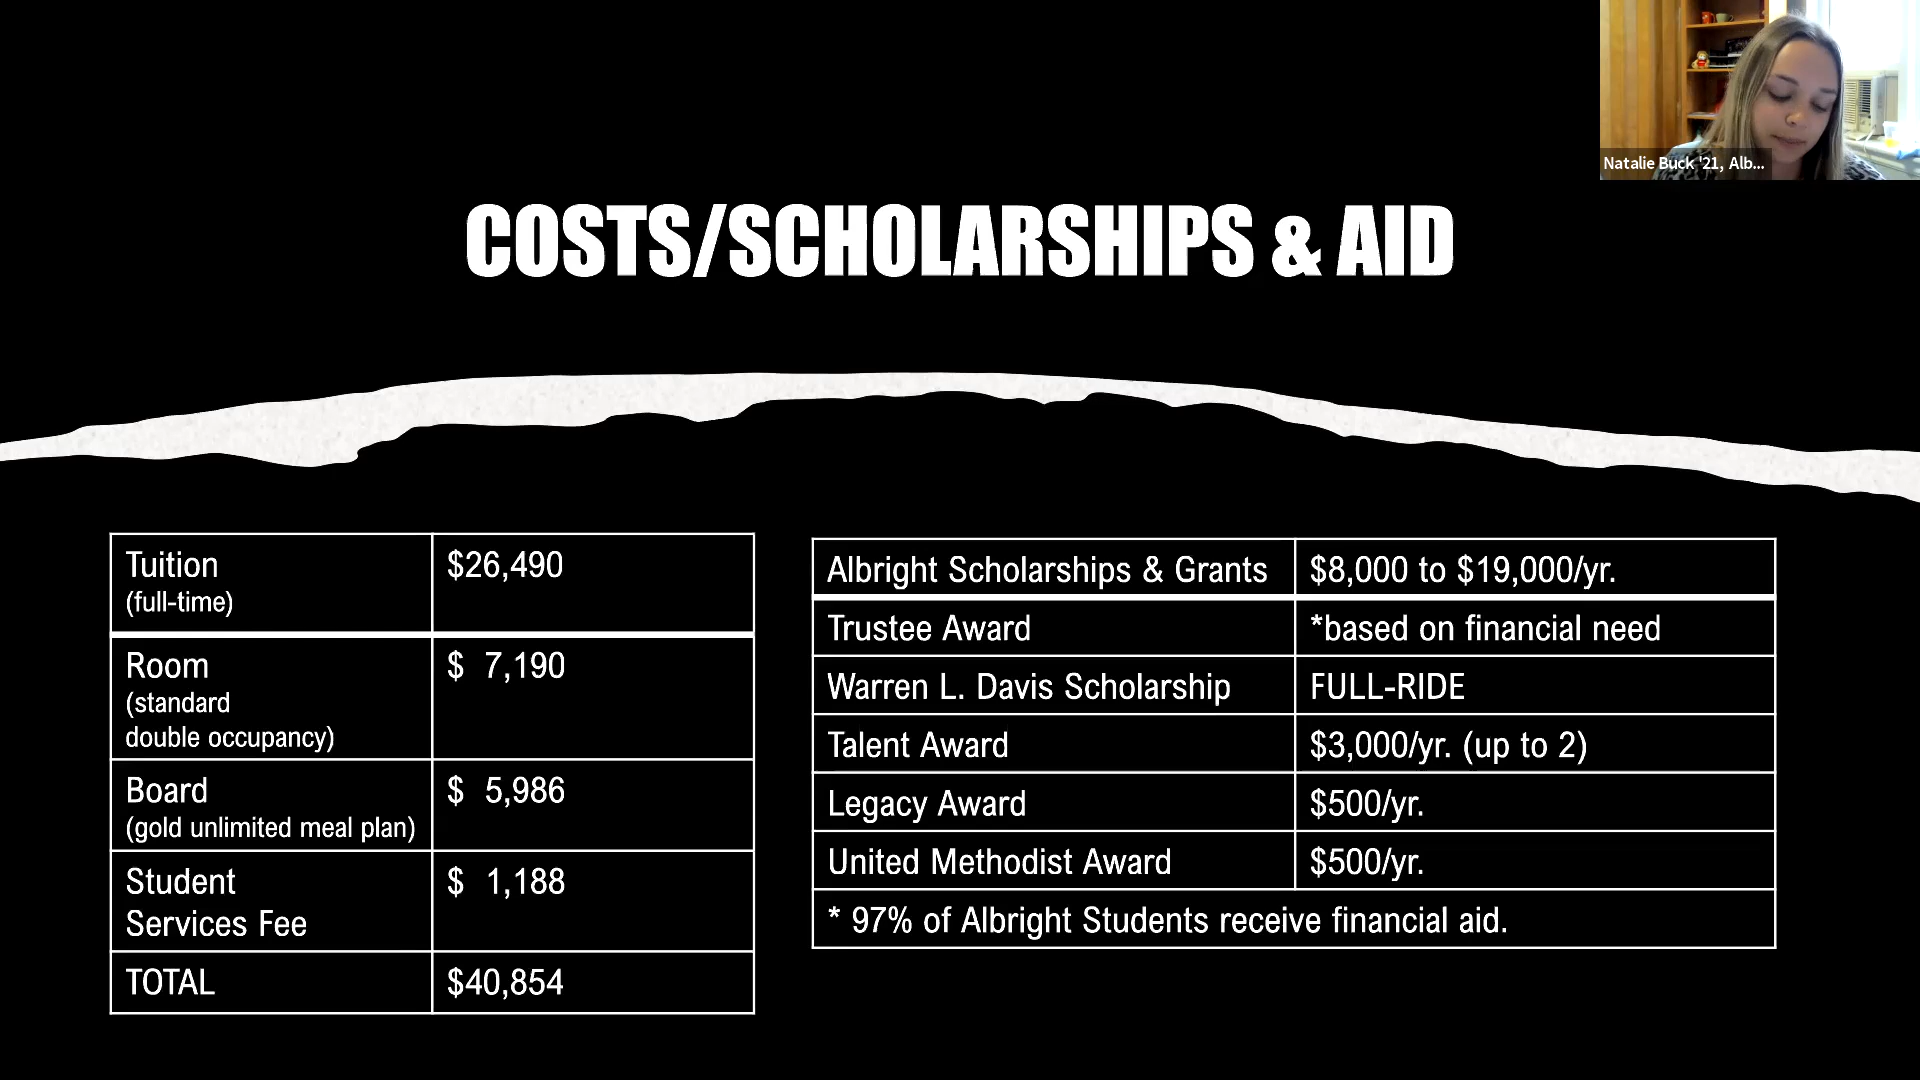 Natalie Buck '21, Alb...
COSTS/SCHOLARSHIPS & AID
Tuition $26,490
(full-time)
Room $ 7,190
(standard
double occupancy)
Board $ 5,986
(gold unlimited meal plan)
Student $ 1,188
Services Fee
TOTAL $40,854
Albright Scholarships & Grants $8,000 to $19,000/yr.
Trustee Award *based on financial need
Warren L. Davis Scholarship FULL-RIDE
Talent Award $3,000/yr. (up to 2)
Legacy Award $500/yr.
United Methodist Award $500/yr.
* 97% of Albright Students receive financial aid.